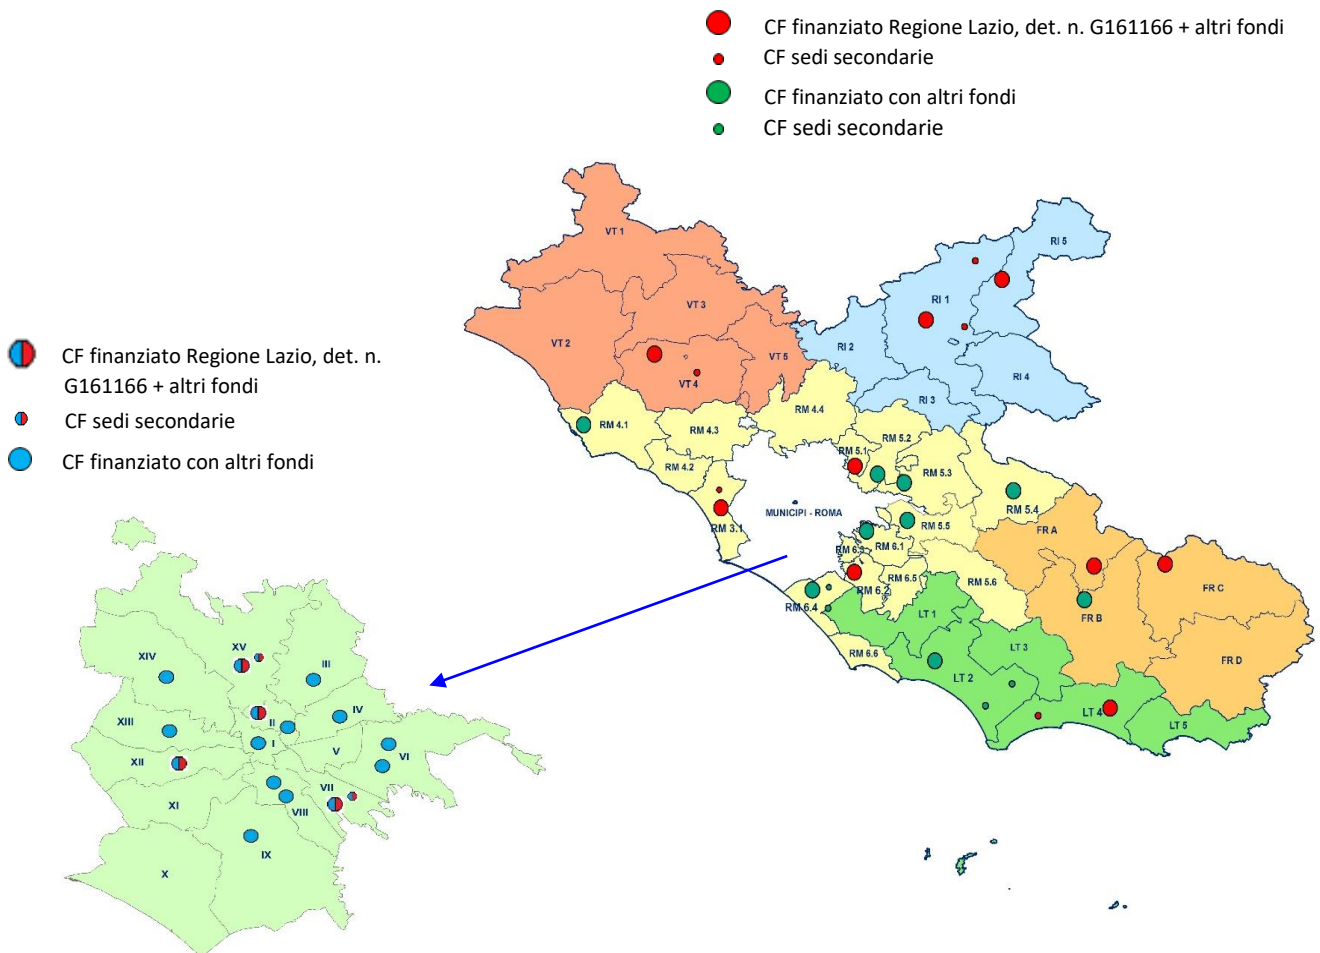 CF finanziato Regione Lazio, det. n. G161166 + altri fondi
CF sedi secondarie
CF finanziato con altri fondi
CF sedi secondarie
CF finanziato Regione Lazio, det. n.
G161166 + altri fondi
CF sedi secondarie
CF finanziato con altri fondi
VT 1
VT 2
VT 3
VT 4
VT 5
RI 1
RI 2
RI 3
RI 4
RI 5
RM 4.1
RM 4.2
RM 4.3
RM 4.4
RM 5.1
RM 5.2
RM 5.3
RM 5.4
RM 5.5
RM 5.6
MUNICIPI - ROMA
RM 3.1
RM 6.1
RM 6.2
RM 6.3
RM 6.4
RM 6.5
RM 6.6
FR A
FR B
FR C
FR D
LT 1
LT 2
LT 3
LT 4
LT 5
XV
XIV
III
XIII
II
IV
I
V
VI
XII
VII
XI
VIII
IX
X